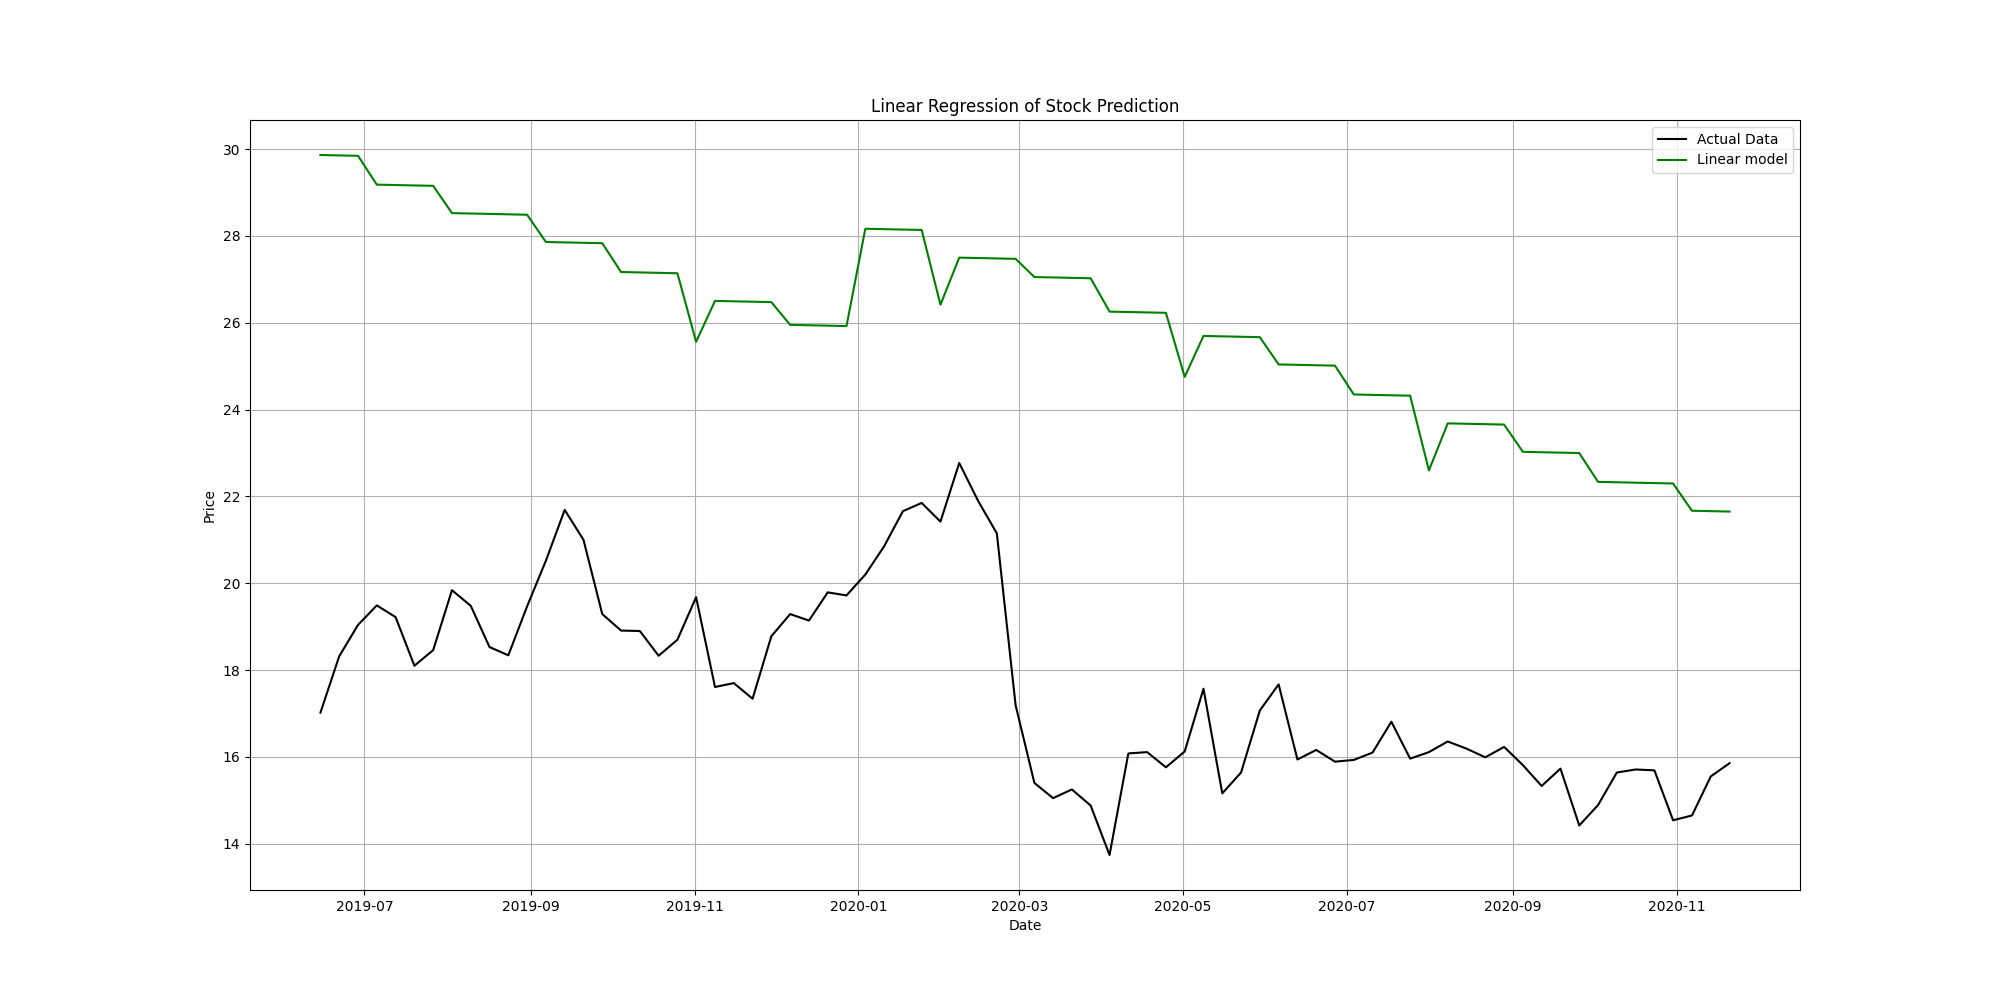 Linear Regression of Stock Prediction
Actual Data
Linear model
30
28
26
24
22
20
18
16
14
Price
2019-07 2019-09 2019-11 2020-01 2020-03 2020-05 2020-07 2020-09 2020-11
Date